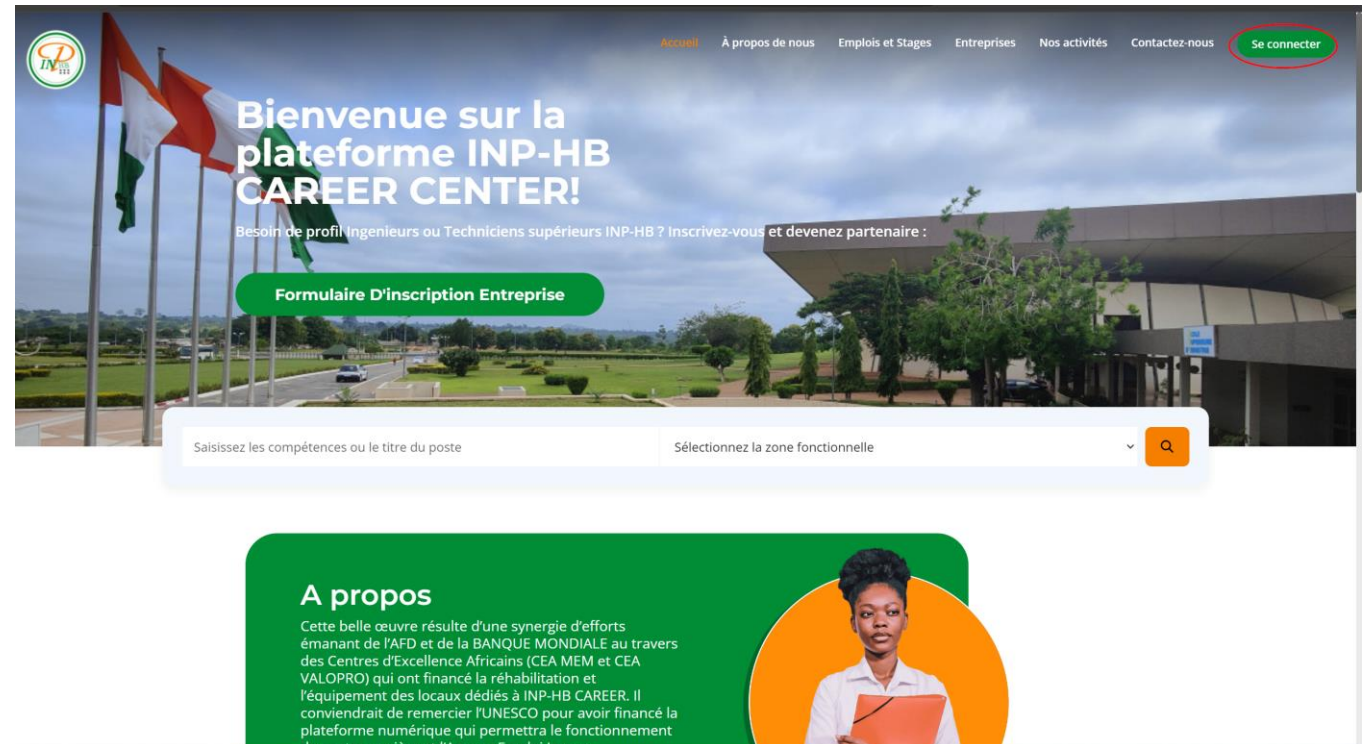 INP HB
Accueil À propos de nous Emplois et Stages Entreprises Nos activités Contactez-nous Se connecter
Bienvenue sur la
plateforme INP-HB
CAREER CENTER!
Besoin de profil Ingenieurs ou Techniciens supérieurs INP-HB ? Inscrivez-vous et devenez partenaire :
Formulaire D'inscription Entreprise
Saisissez les compétences ou le titre du poste Sélectionnez la zone fonctionnelle
A propos
Cette belle œuvre résulte d'une synergie d'efforts
émanant de l'AFD et de la BANQUE MONDIALE au travers
des Centres d'Excellence Africains (CEA MEM et CEA
VALOPRO) qui ont financé la réhabilitation et
l'équipement des locaux dédiés à INP-HB CAREER. Il
conviendrait de remercier l'UNESCO pour avoir financé la
plateforme numérique qui permettra le fonctionnement